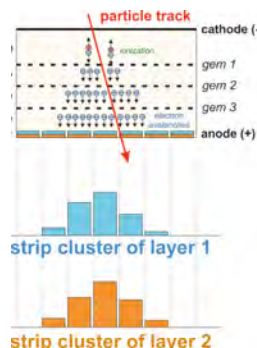 particle track
cathode (-
ionization
gem 1
gem 2
gem 3
electron
avalanches
anode (+)
strip cluster of layer 1
strip cluster of layer 2